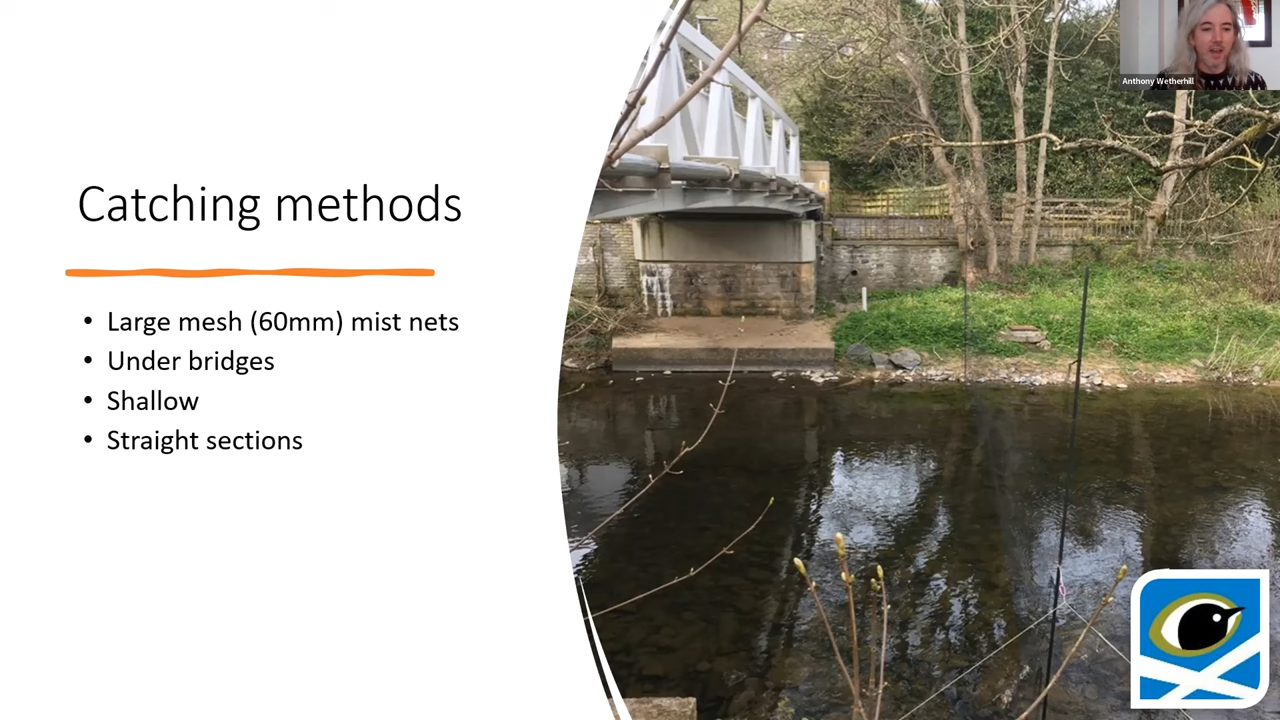 Anthony Wetherhill
Catching methods
• Large mesh (60mm) mist nets
• Under bridges
• Shallow
• Straight sections